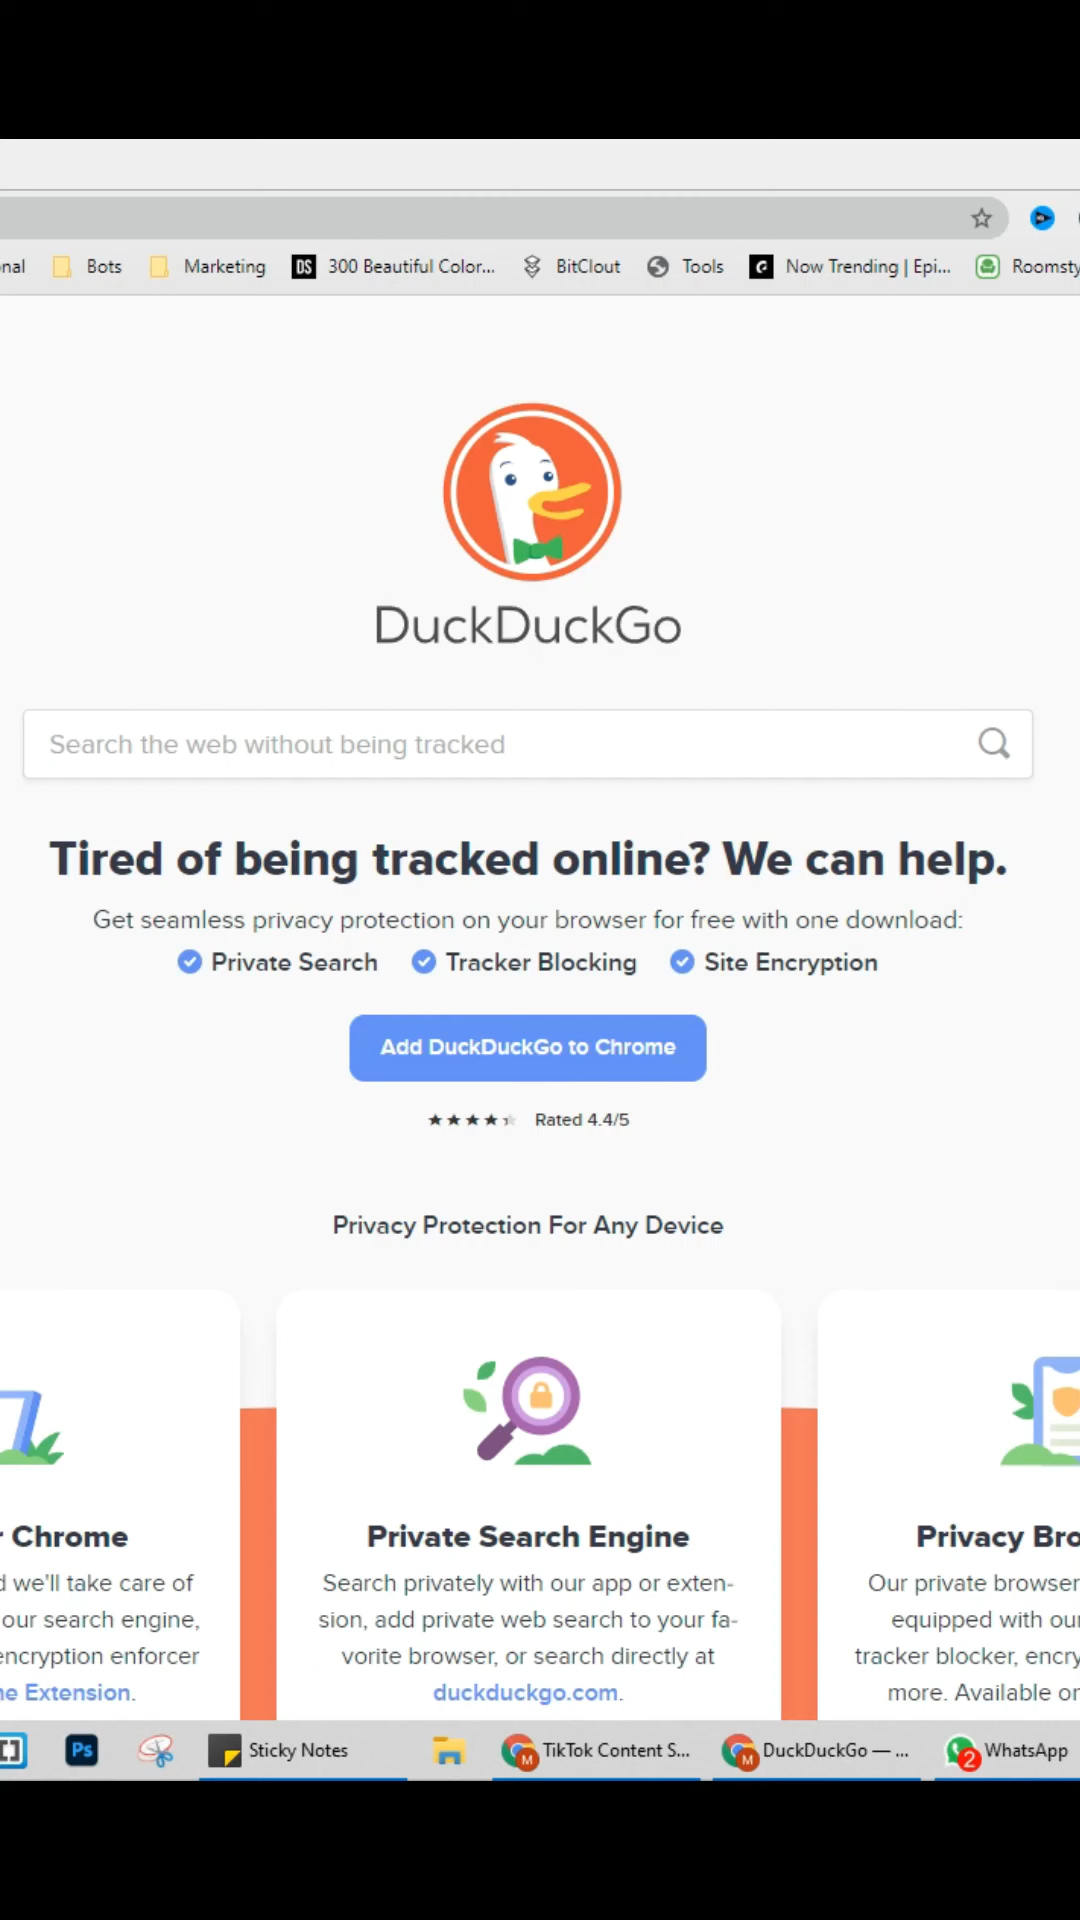 nal Bots Marketing DS 300 Beautiful Color... BitClout Tools Now Trending | Epi... Roomsty
DuckDuckGo
Search the web without being tracked
Tired of being tracked online? We can help.
Get seamless privacy protection on your browser for free with one download:
Private Search Tracker Blocking Site Encryption
Add DuckDuckGo to Chrome
Rated 4.4/5
Privacy Protection For Any Device
r Chrome
d we'll take care of
our search engine,
encryption enforcer
e Extension.
Private Search Engine
Search privately with our app or exten-
sion, add private web search to your fa-
vorite browser, or search directly at
duckduckgo.com.
Privacy Bro
Our private browser
equipped with our
tracker blocker, encry
more. Available on
Ps Sticky Notes M TikTok Content S... M DuckDuckGo — ... 2 WhatsApp